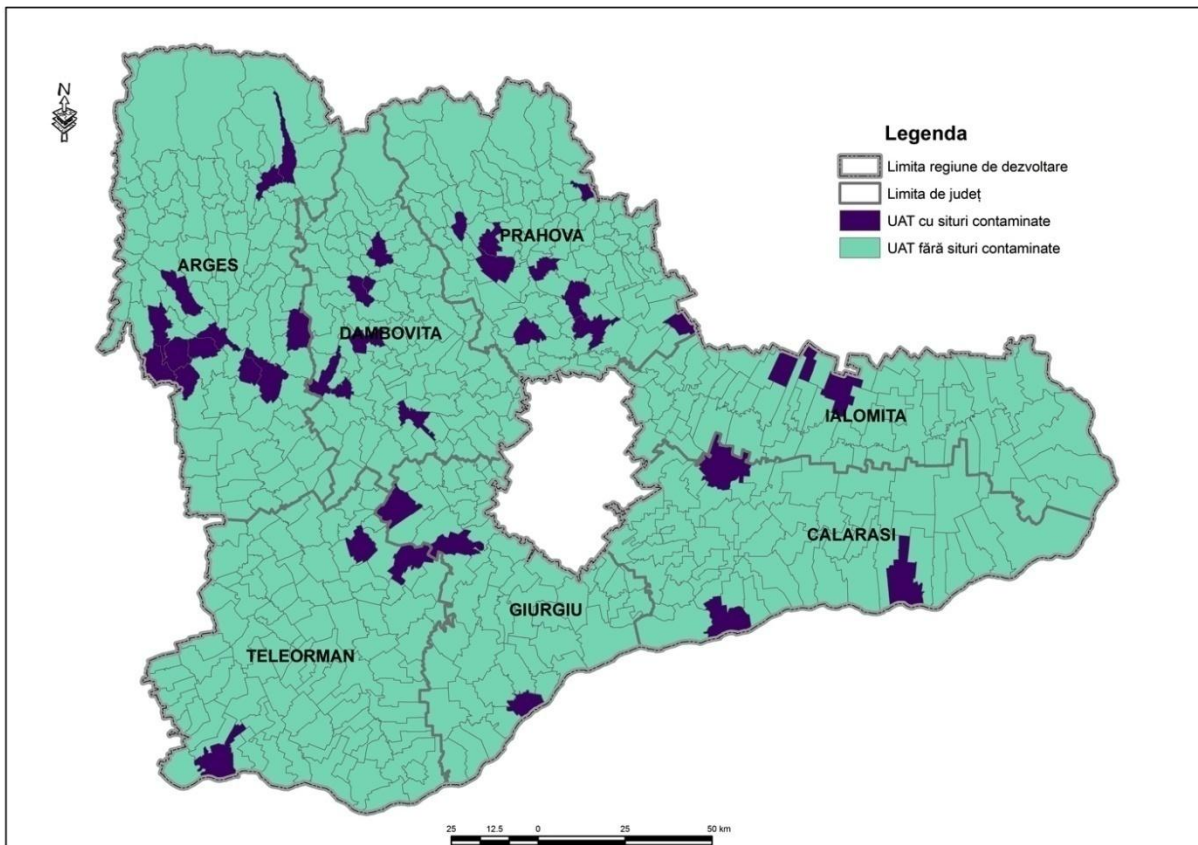 N
Legenda
Limita regiune de dezvoltare
Limita de județ
UAT cu situri contaminate
UAT fără situri contaminate
PRAHOVA
ARGES
DAMBOVITA
IALOMITA
CALARASI
GIURGIU
TELEORMAN
25 12.5 0 25 50 km